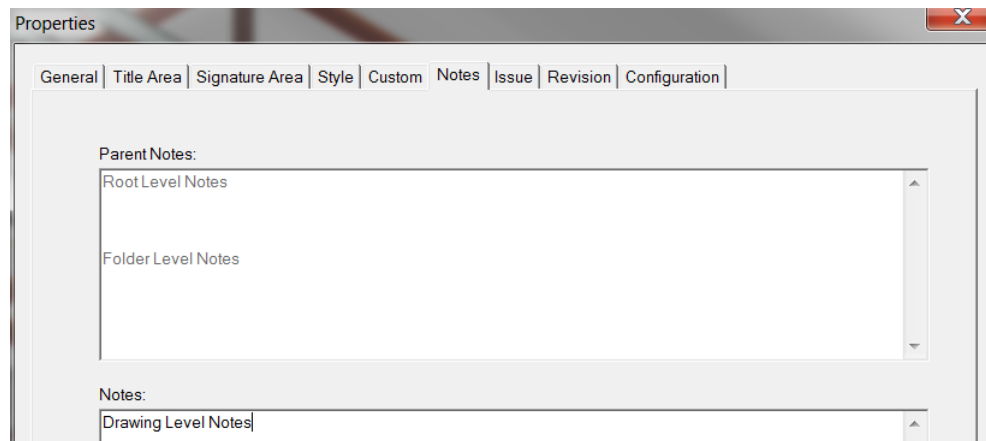 Properties
General Title Area Signature Area Style Custom Notes Issue Revision Configuration
Parent Notes:
Root Level Notes
Folder Level Notes
Notes:
Drawing Level Notes